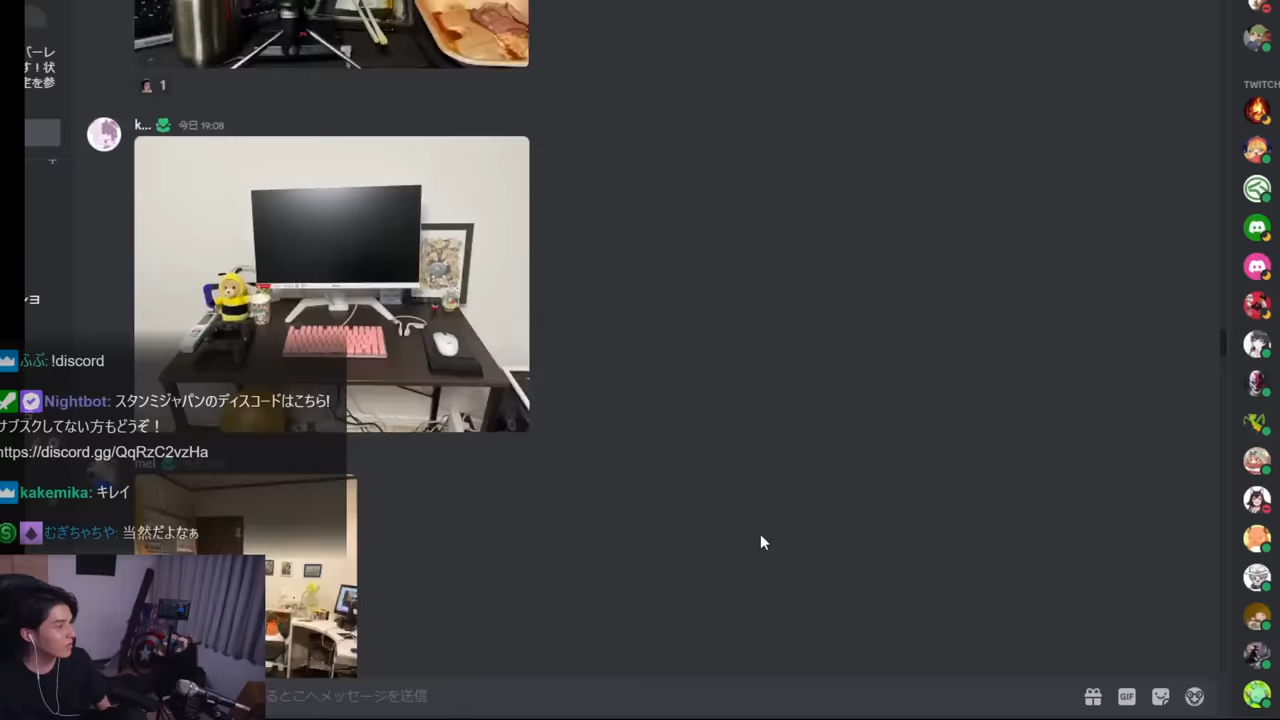 バーレ
す！状
定を参
1
k... 今日 19:08
TWITCH
ンヨ
ふぶ: !discord
Nightbot: スタンミジャパンのディスコードはこちら!
サブスクしてない方もどうぞ！
https://discord.gg/QqRzC2vzHa
mei
kakemika: キレイ
むぎちゃちや: 当然だよなぁ
るとこへメッセージを送信
GIF